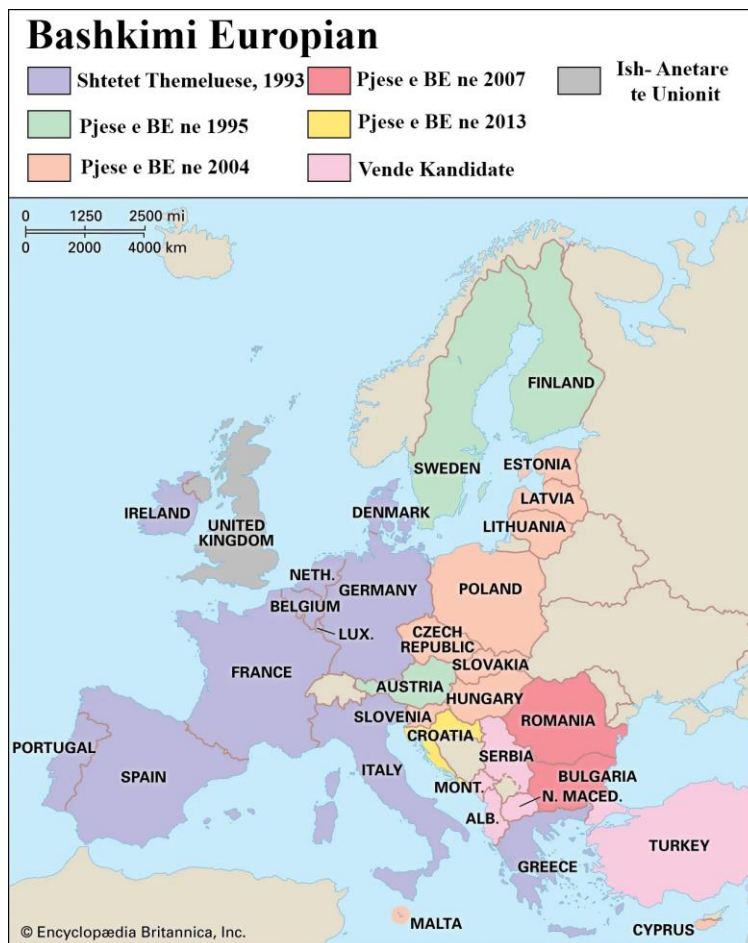 Bashkimi Europian
Shtetet Themeluese, 1993
Pjese e BE ne 1995
Pjese e BE ne 2004
Pjese e BE ne 2007
Pjese e BE ne 2013
Vende Kandidate
Ish- Anetare
te Unionit
0 1250 2500 mi
0 2000 4000 km
FINLAND
SWEDEN
ESTONIA
LATVIA
LITHUANIA
IRELAND
UNITED
KINGDOM
DENMARK
NETH.
GERMANY
POLAND
BELGIUM
LUX.
CZECH
REPUBLIC
SLOVAKIA
FRANCE
AUSTRIA
HUNGARY
SLOVENIA
ROMANIA
CROATIA
PORTUGAL
SPAIN
ITALY
SERBIA
MONT.
BULGARIA
N. MACED.
ALB.
TURKEY
GREECE
MALTA
CYPRUS
© Encyclopædia Britannica, Inc.